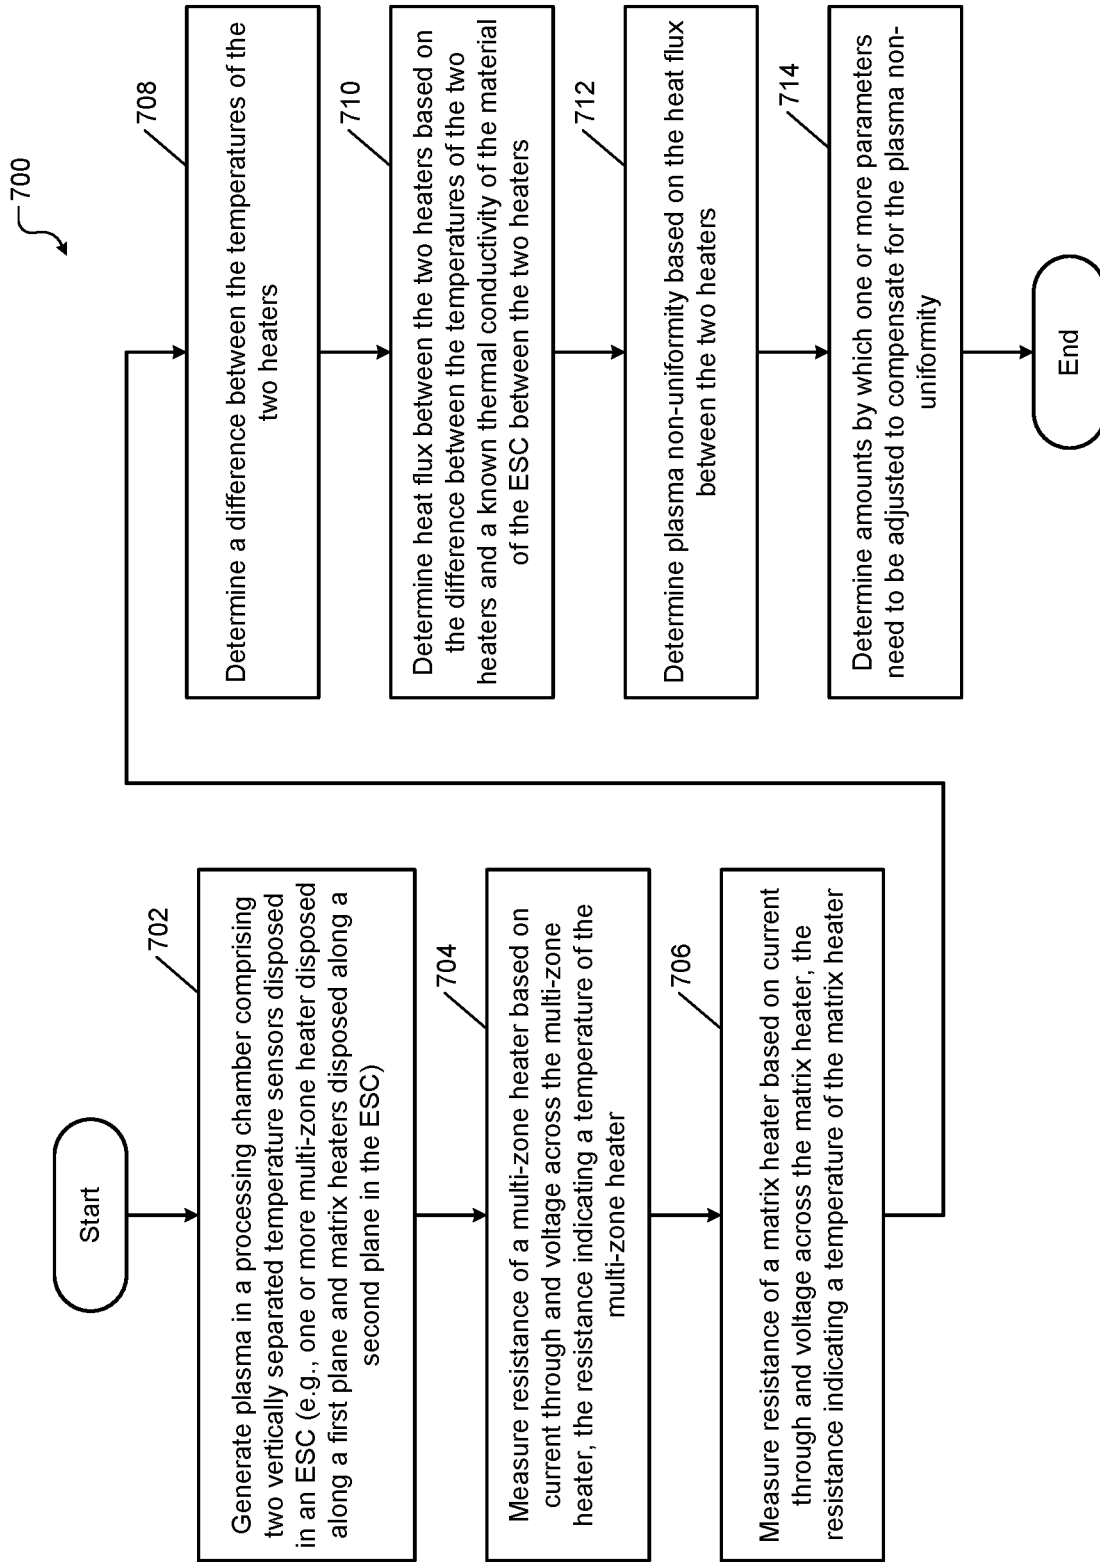 700
Start
702
Generate plasma in a processing chamber comprising
two vertically separated temperature sensors disposed
in an ESC (e.g., one or more multi-zone heater disposed
along a first plane and matrix heaters disposed along a
second plane in the ESC)
704
Measure resistance of a multi-zone heater based on
current through and voltage across the multi-zone
heater, the resistance indicating a temperature of the
multi-zone heater
706
Measure resistance of a matrix heater based on current
through and voltage across the matrix heater, the
resistance indicating a temperature of the matrix heater
708
Determine a difference between the temperatures of the
two heaters
710
Determine heat flux between the two heaters based on
the difference between the temperatures of the two
heaters and a known thermal conductivity of the material
of the ESC between the two heaters
712
Determine plasma non-uniformity based on the heat flux
between the two heaters
714
Determine amounts by which one or more parameters
need to be adjusted to compensate for the plasma non-
uniformity
End